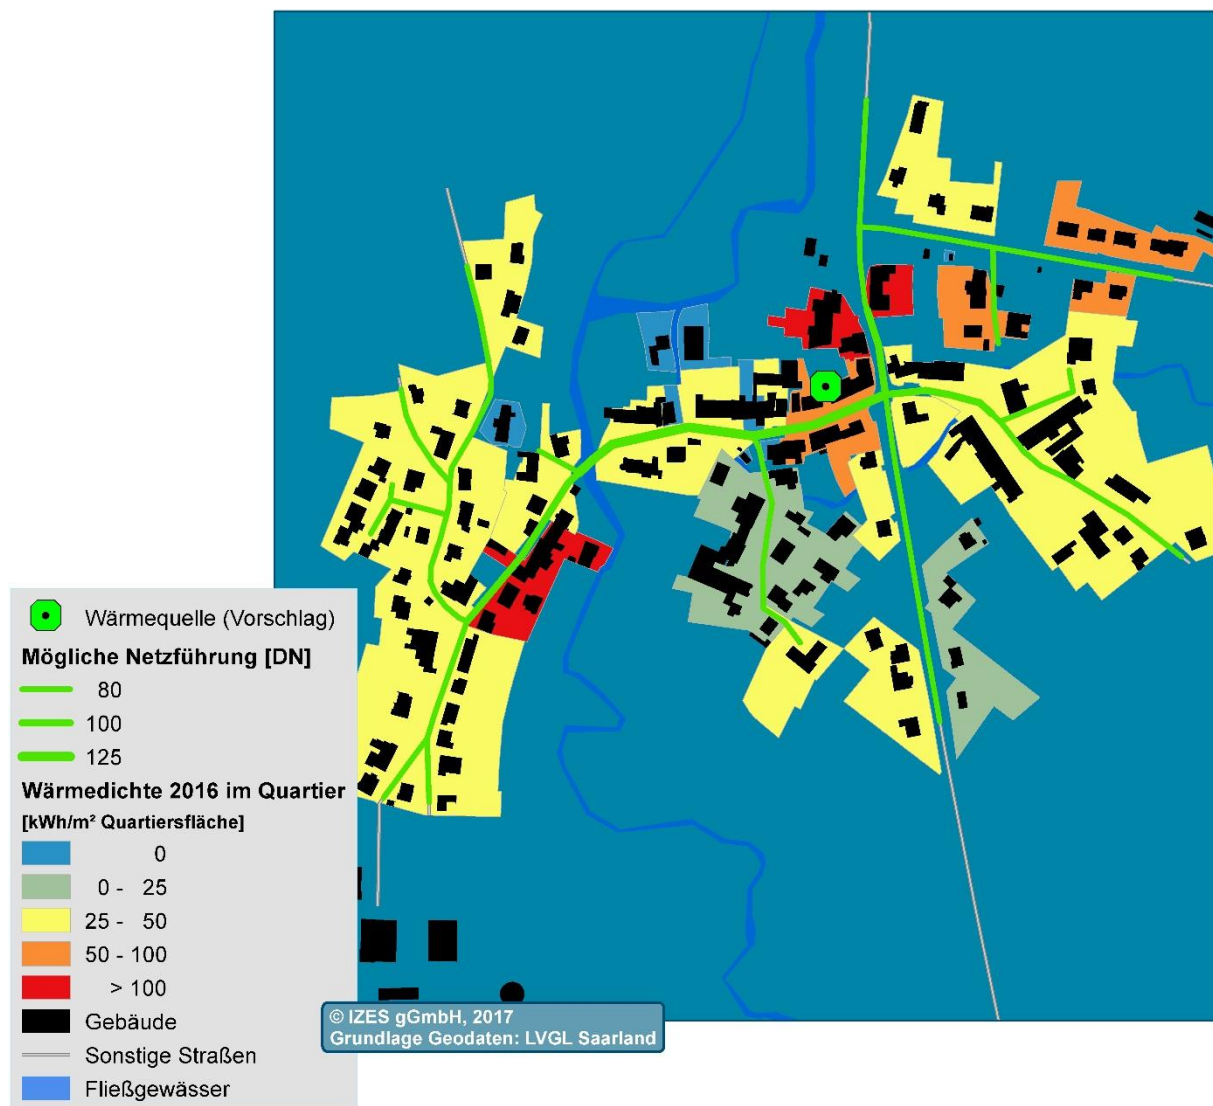 Wärmequelle (Vorschlag)
Mögliche Netzführung [DN]
80
100
125
Wärmedichte 2016 im Quartier
[kWh/m² Quartiersfläche]
0
0 - 25
25 - 50
50 - 100
> 100
Gebäude
Sonstige Straßen
Fließgewässer
© IZES gGmbH, 2017
Grundlage Geodaten: LVGL Saarland